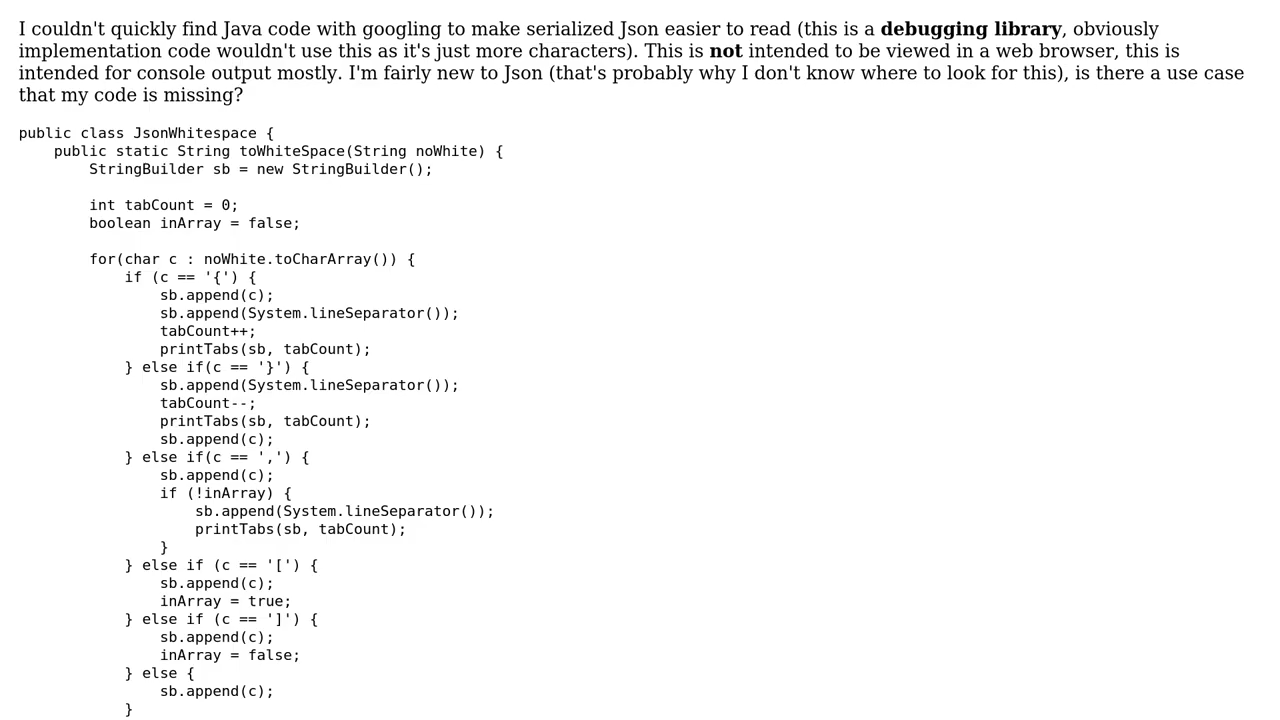 I couldn't quickly find Java code with googling to make serialized Json easier to read (this is a debugging library, obviously
implementation code wouldn't use this as it's just more characters). This is not intended to be viewed in a web browser, this is
intended for console output mostly. I'm fairly new to Json (that's probably why I don't know where to look for this), is there a use case
that my code is missing?
public class JsonWhitespace {
    public static String toWhiteSpace(String noWhite) {
        StringBuilder sb = new StringBuilder();

        int tabCount = 0;
        boolean inArray = false;

        for(char c : noWhite.toCharArray()) {
            if (c == '{') {
                sb.append(c);
                sb.append(System.lineSeparator());
                tabCount++;
                printTabs(sb, tabCount);
            } else if(c == '}') {
                sb.append(System.lineSeparator());
                tabCount--;
                printTabs(sb, tabCount);
                sb.append(c);
            } else if(c == ',') {
                sb.append(c);
                if (!inArray) {
                    sb.append(System.lineSeparator());
                    printTabs(sb, tabCount);
                }
            } else if (c == '[') {
                sb.append(c);
                inArray = true;
            } else if (c == ']') {
                sb.append(c);
                inArray = false;
            } else {
                sb.append(c);
            }